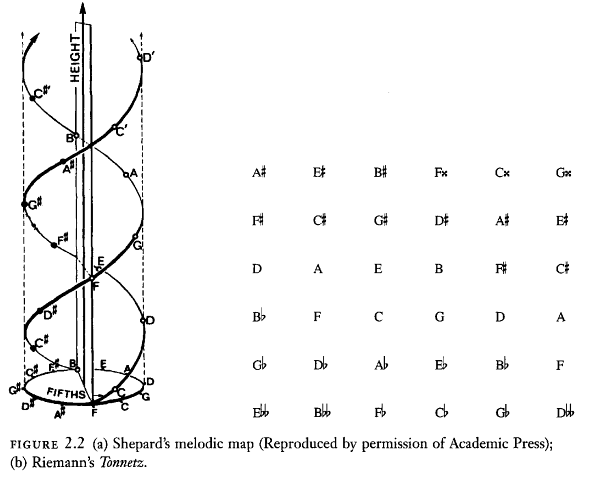 HEIGHT
D′
C♯′
C′
B
A♯
A
G♯
G
F♯
E
F
D♯
D
C♯
C♯ F♯ B E A D
G♯ FIFTHS C G
D♯ A♯ F C
A♯ E♯ B♯ F𝄪 C𝄪 G𝄪
F♯ C♯ G♯ D♯ A♯ E♯
D A E B F♯ C♯
B♭ F C G D A
G♭ D♭ A♭ E♭ B♭ F
E♭♭ B♭♭ F♭ C♭ G♭ D♭♭
FIGURE 2.2 (a) Shepard's melodic map (Reproduced by permission of Academic Press);
(b) Riemann's Tonnetz.